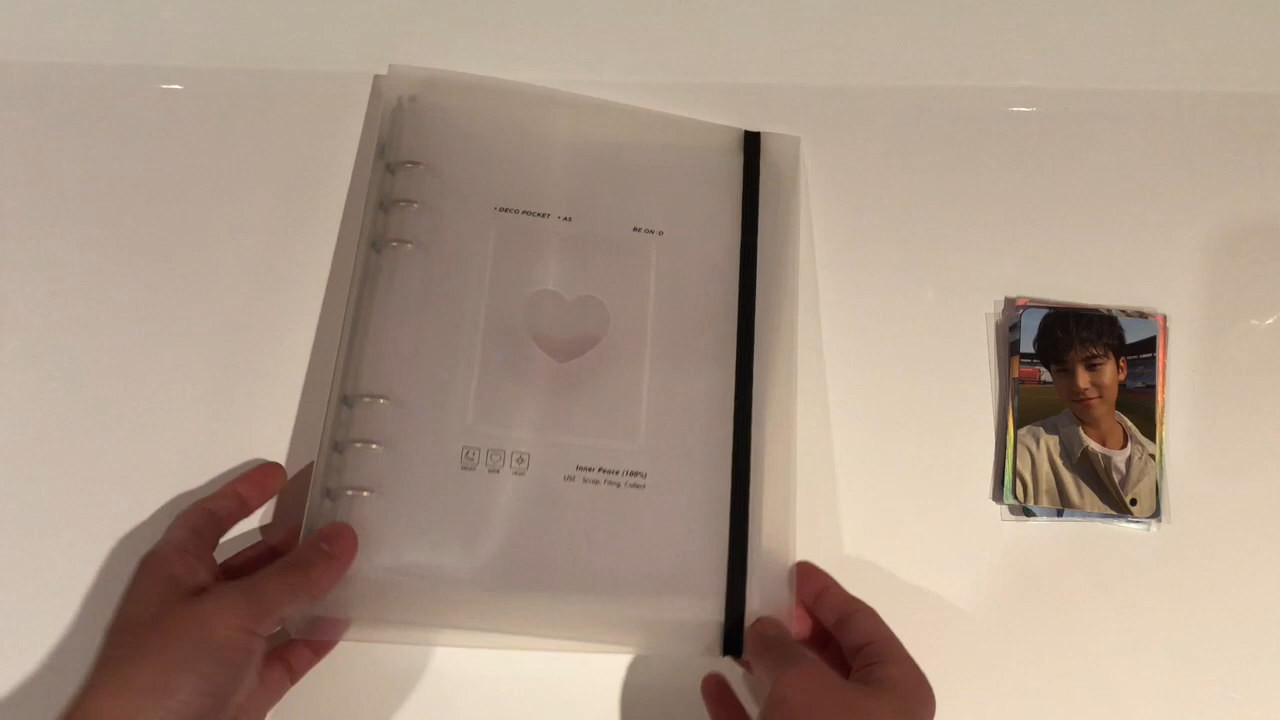 • DECO POCKET • A5
BE ON:D
Inner Peace (100%)
USE Scrap, Filing, Collect